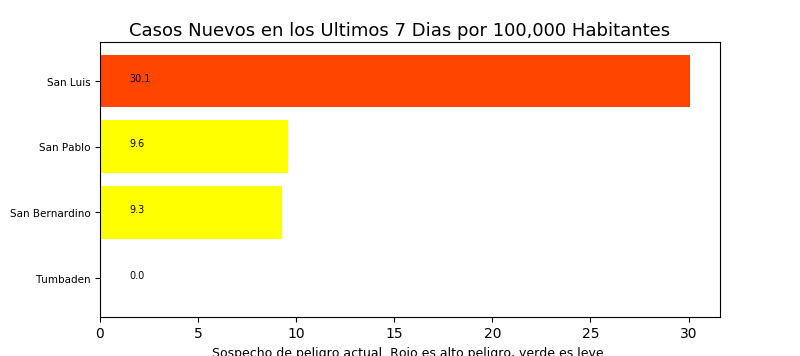 Casos Nuevos en los Ultimos 7 Dias por 100,000 Habitantes
San Luis
30.1
San Pablo
9.6
San Bernardino
9.3
Tumbaden
0.0
0 5 10 15 20 25 30
Sospecho de peligro actual. Rojo es alto peligro, verde es leve